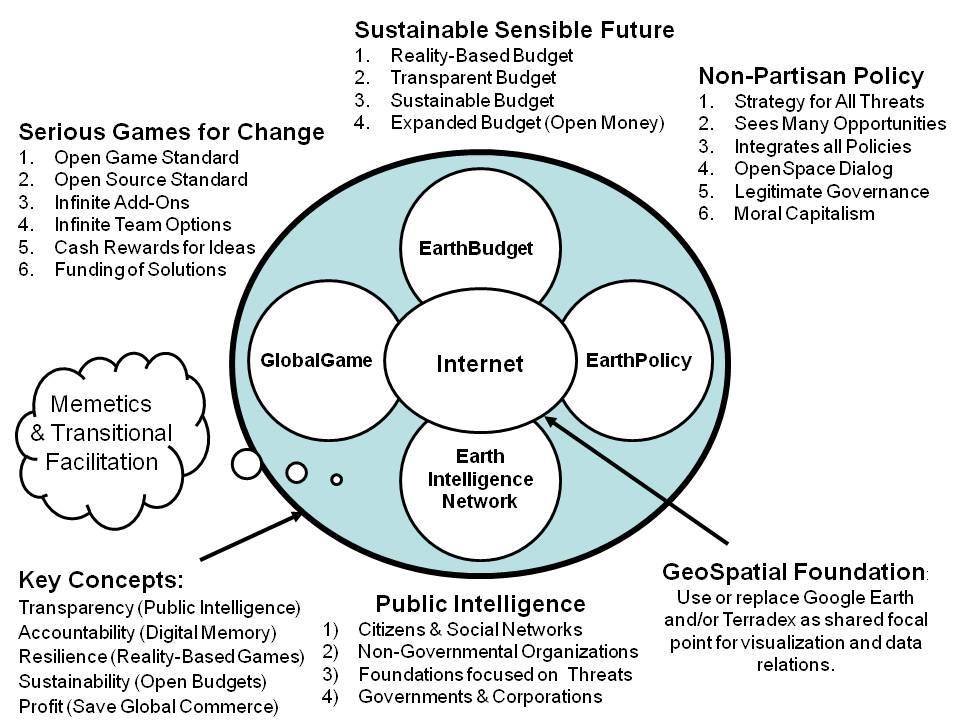 Sustainable Sensible Future
1. Reality-Based Budget
2. Transparent Budget
3. Sustainable Budget
4. Expanded Budget (Open Money)
Non-Partisan Policy
1. Strategy for All Threats
2. Sees Many Opportunities
3. Integrates all Policies
4. OpenSpace Dialog
5. Legitimate Governance
6. Moral Capitalism
Serious Games for Change
1. Open Game Standard
2. Open Source Standard
3. Infinite Add-Ons
4. Infinite Team Options
5. Cash Rewards for Ideas
6. Funding of Solutions
EarthBudget
GlobalGame
Internet
EarthPolicy
Earth
Intelligence
Network
Memetics
& Transitional
Facilitation
Key Concepts:
Transparency (Public Intelligence)
Accountability (Digital Memory)
Resilience (Reality-Based Games)
Sustainability (Open Budgets)
Profit (Save Global Commerce)
Public Intelligence
1) Citizens & Social Networks
2) Non-Governmental Organizations
3) Foundations focused on Threats
4) Governments & Corporations
GeoSpatial Foundation:
Use or replace Google Earth
and/or Terradex as shared focal
point for visualization and data
relations.